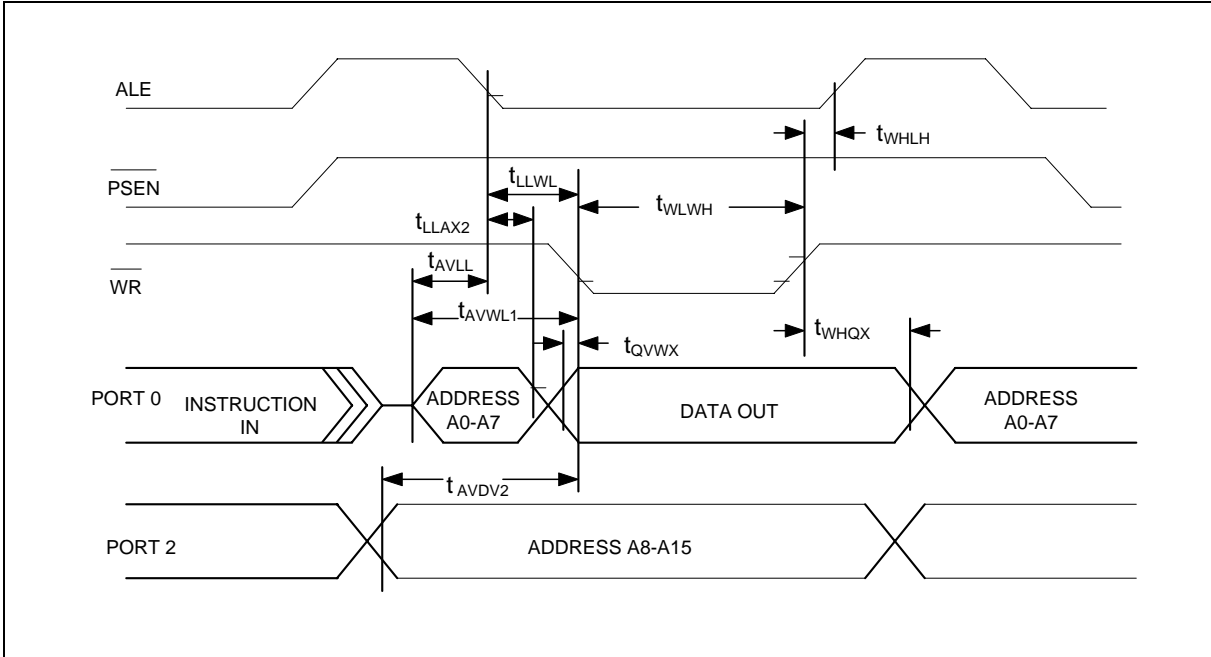 ALE
tWHLH
PSEN
tLLWL
tWLWH
tLLAX2
tAVLL
WR
tAVWL1
tWHQX
tQVWX
PORT 0
INSTRUCTION
IN
ADDRESS
A0-A7
DATA OUT
ADDRESS
A0-A7
tAVDV2
PORT 2
ADDRESS A8-A15